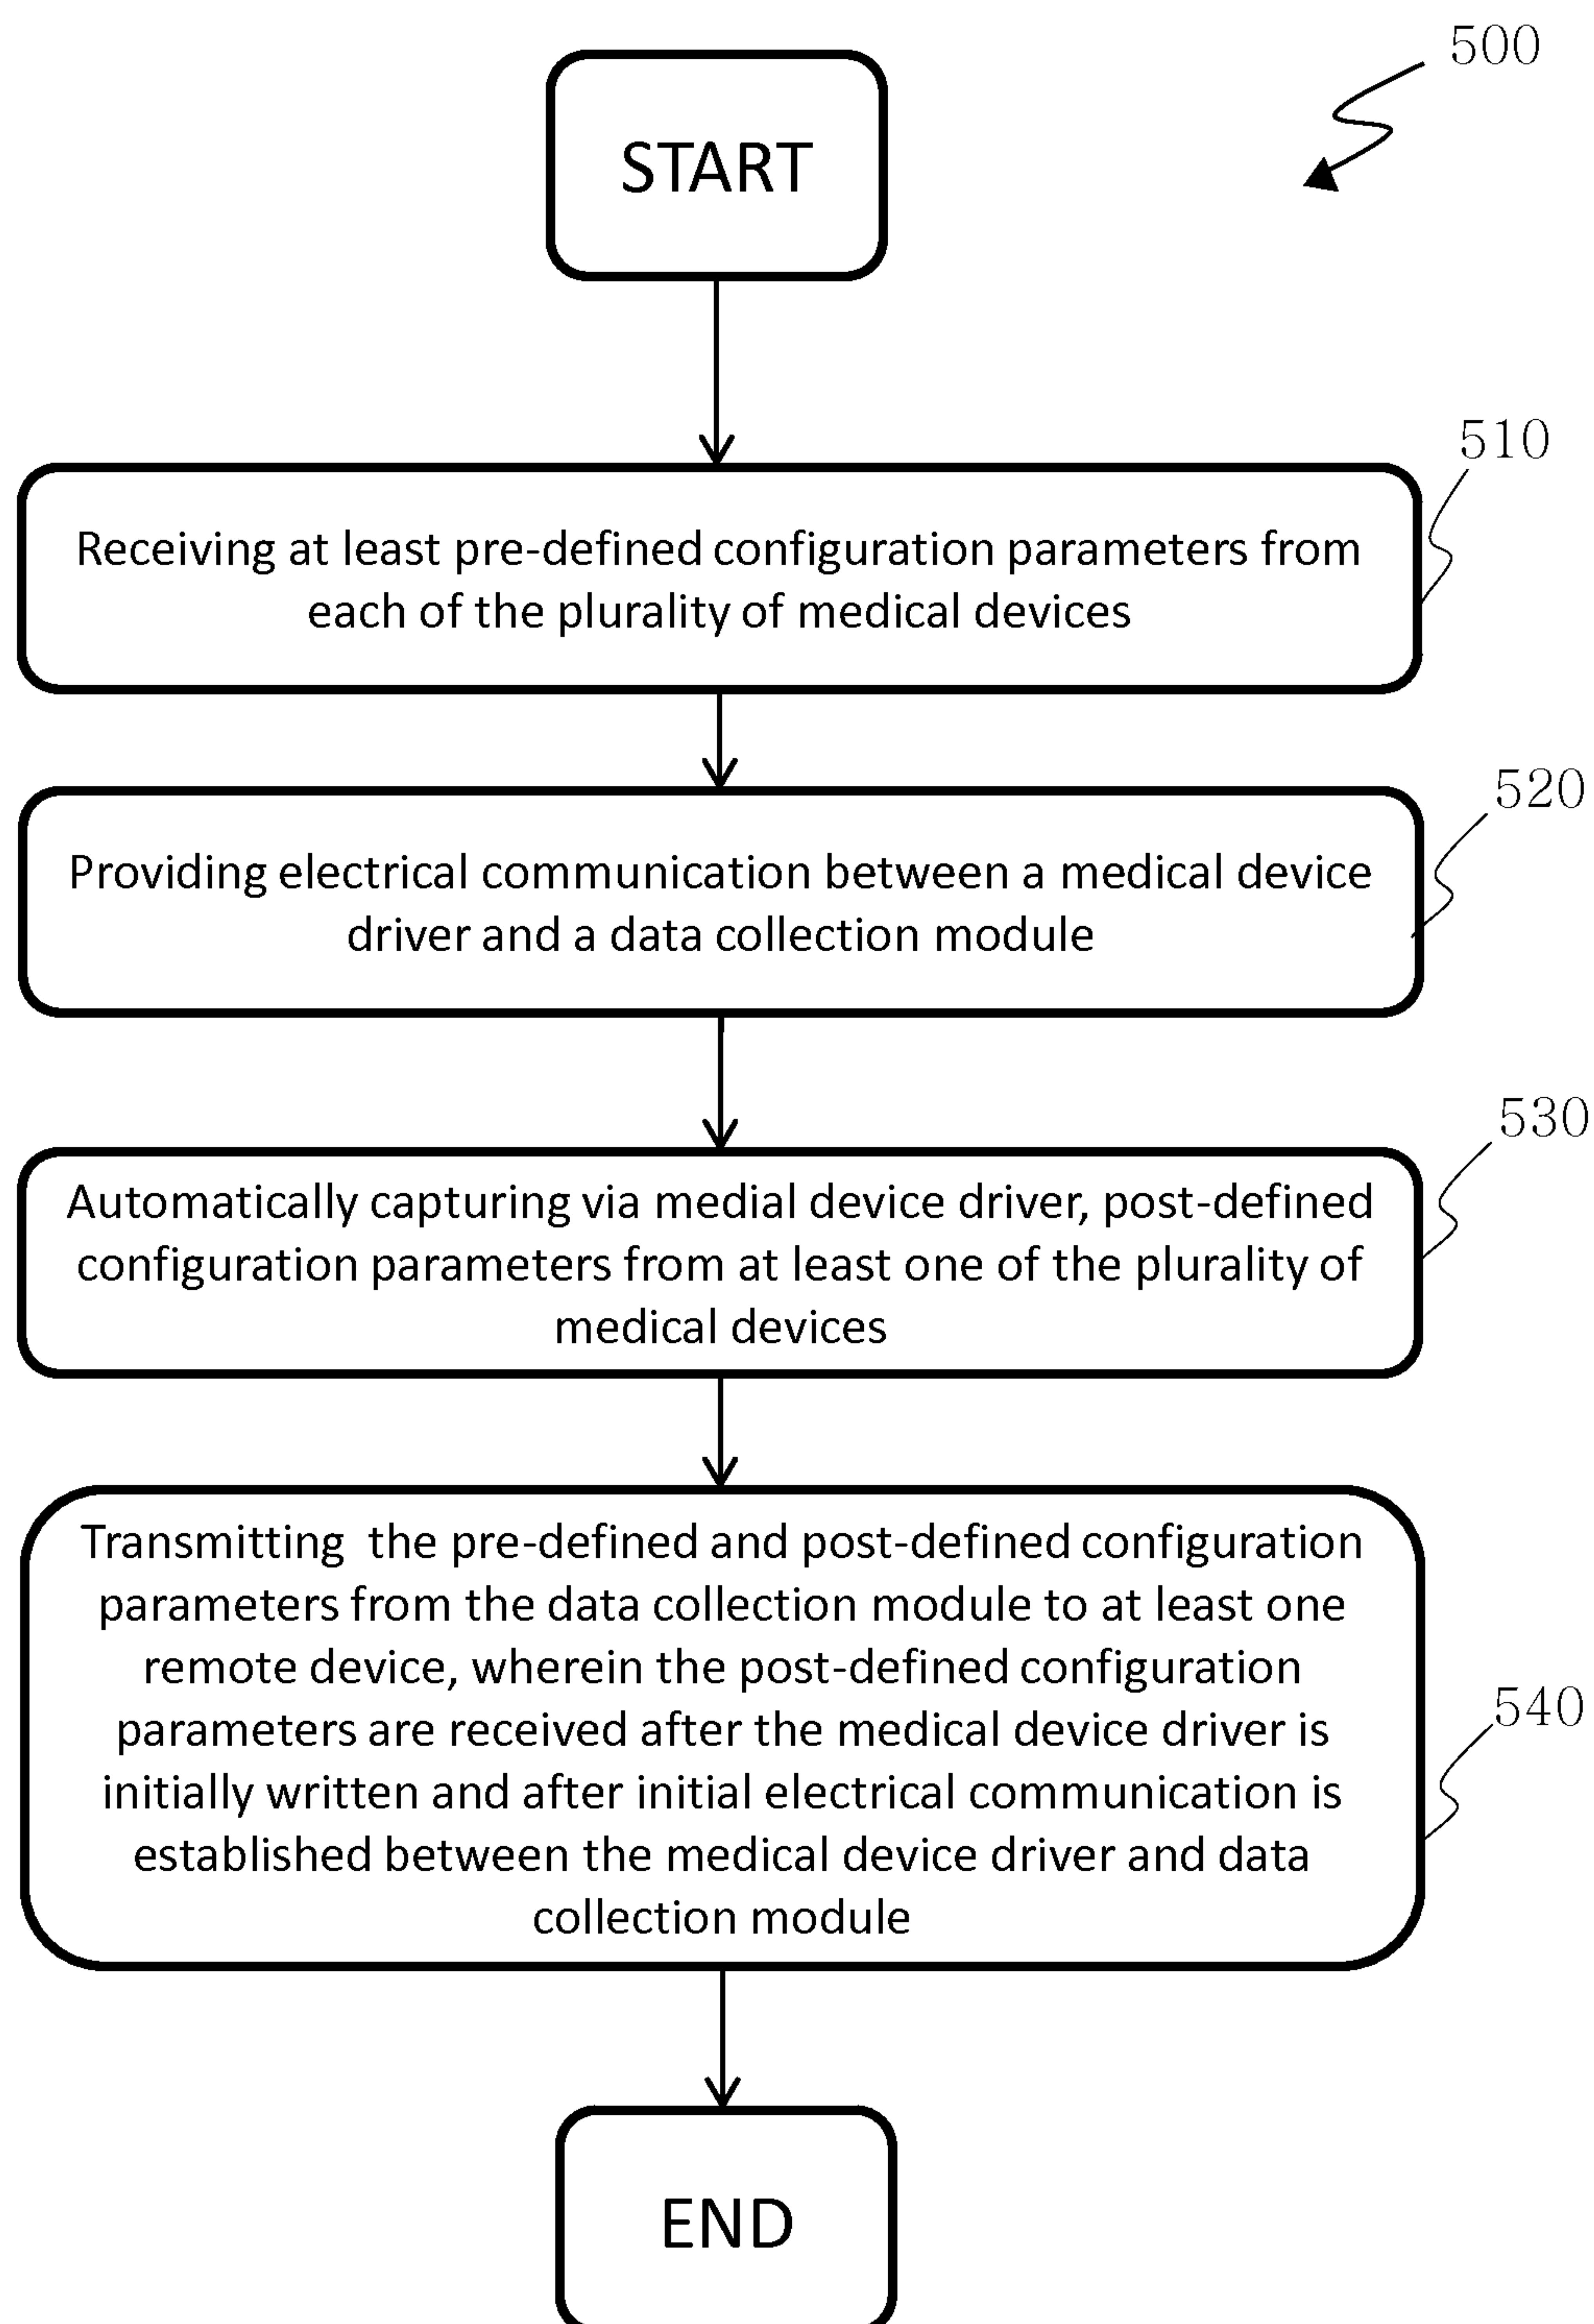 500
START
510
Receiving at least pre-defined configuration parameters from
each of the plurality of medical devices
520
Providing electrical communication between a medical device
driver and a data collection module
530
Automatically capturing via medial device driver, post-defined
configuration parameters from at least one of the plurality of
medical devices
Transmitting the pre-defined and post-defined configuration
parameters from the data collection module to at least one
remote device, wherein the post-defined configuration
540
parameters are received after the medical device driver is
initially written and after initial electrical communication is
established between the medical device driver and data
collection module
END